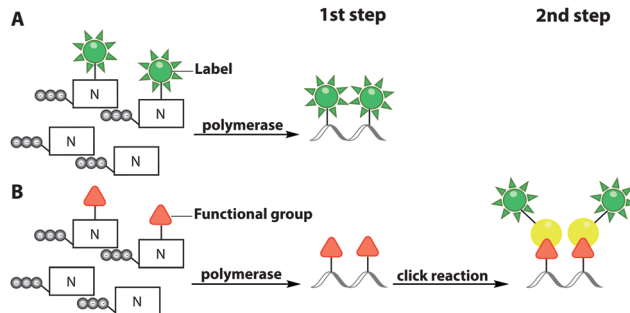 1st step
2nd step
A
Label
N
N
N
N
polymerase
B
Functional group
N
N
N
N
polymerase
click reaction